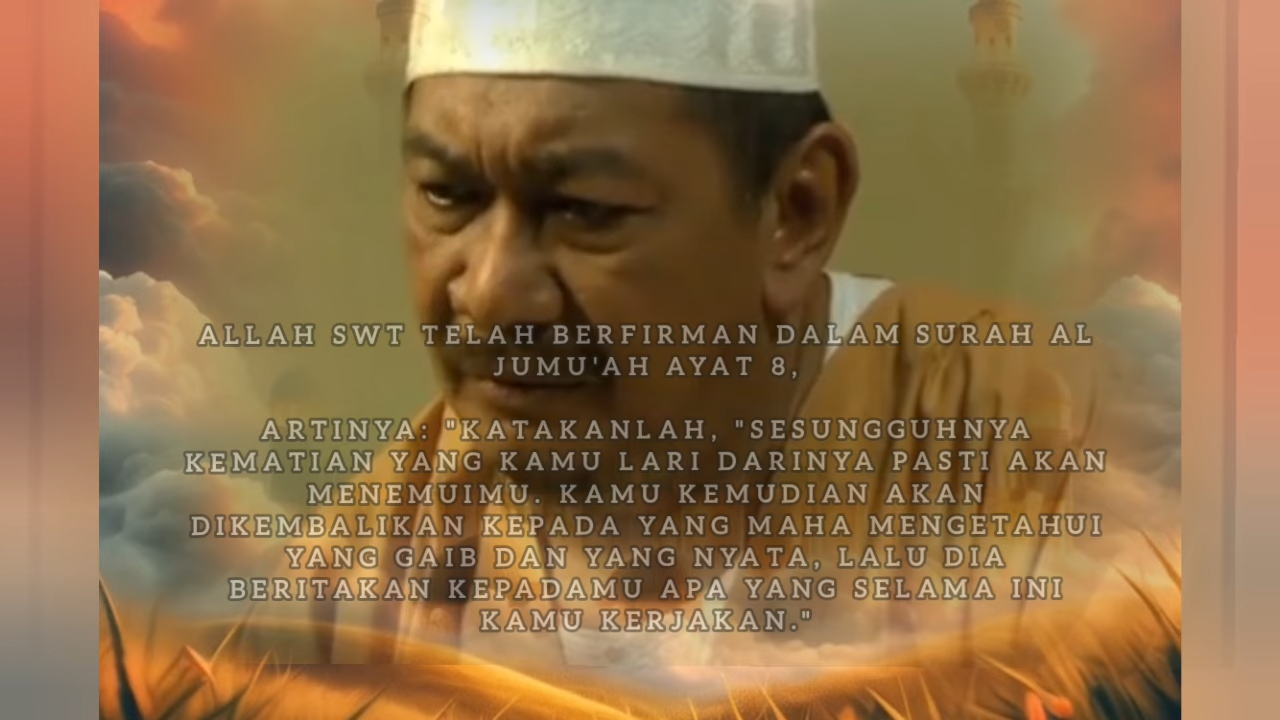 ALLAH SWT TELAH BERFIRMAN DALAM SURAH AL
JUMU'AH AYAT 8,
ARTINYA: "KATAKANLAH, "SESUNGGUHNYA
KEMATIAN YANG KAMU LARI DARINYA PASTI AKAN
MENEMUIMU. KAMU KEMUDIAN AKAN
DIKEMBALIKAN KEPADA YANG MAHA MENGETAHUI
YANG GAIB DAN YANG NYATA, LALU DIA
BERITAKAN KEPADAMU APA YANG SELAMA INI
KAMU KERJAKAN."